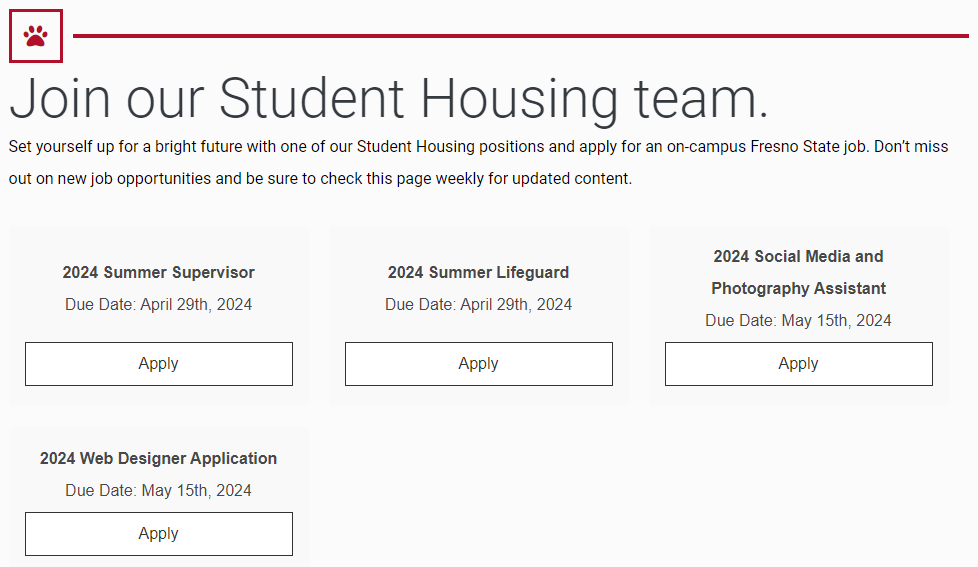 Join our Student Housing team.
Set yourself up for a bright future with one of our Student Housing positions and apply for an on-campus Fresno State job. Don’t miss
out on new job opportunities and be sure to check this page weekly for updated content.
2024 Summer Supervisor
Due Date: April 29th, 2024
Apply
2024 Summer Lifeguard
Due Date: April 29th, 2024
Apply
2024 Social Media and
Photography Assistant
Due Date: May 15th, 2024
Apply
2024 Web Designer Application
Due Date: May 15th, 2024
Apply